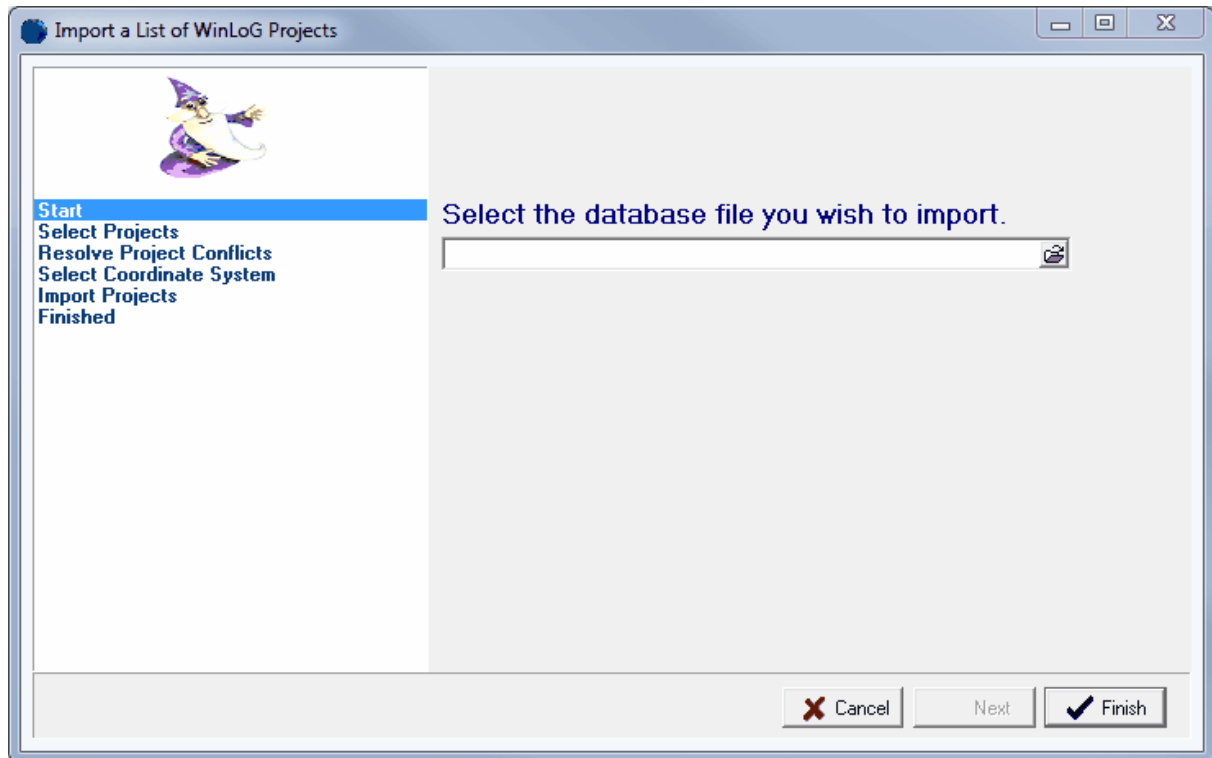 Import a List of WinLoG Projects
Start
Select Projects
Resolve Project Conflicts
Select Coordinate System
Import Projects
Finished
Select the database file you wish to import.
Cancel
Next
Finish